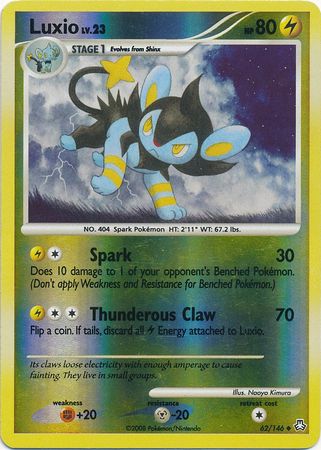 Luxio LV.23 HP 80
STAGE 1 Evolves from Shinx
NO. 404 Spark Pokémon HT: 2'11" WT: 67.2 lbs.
Spark 30
Does 10 damage to 1 of your opponent's Benched Pokémon.
(Don't apply Weakness and Resistance for Benched Pokémon.)
Thunderous Claw 70
Flip a coin. If tails, discard all Energy attached to Luxio.
Its claws loose electricity with enough amperage to cause
fainting. They live in small groups.
Illus. Naoyo Kimura
weakness resistance retreat cost
+20 -20
©2008 Pokémon/Nintendo 62/146